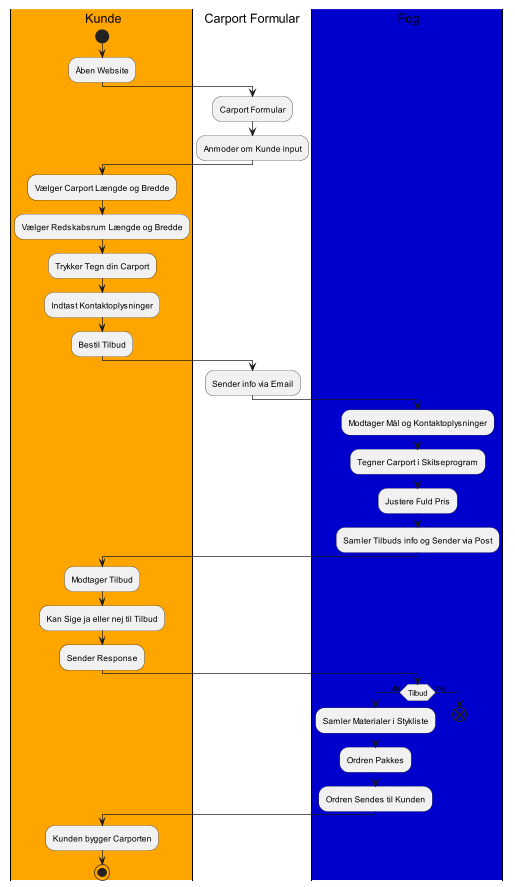 Kunde
Carport Formular
Fog
Åben Website
Carport Formular
Anmoder om Kunde input
Vælger Carport Længde og Bredde
Vælger Redskabsrum Længde og Bredde
Trykker Tegn din Carport
Indtast Kontaktoplysninger
Bestil Tilbud
Sender info via Email
Modtager Mål og Kontaktoplysninger
Tegner Carport i Skitseprogram
Justere Fuld Pris
Samler Tilbuds info og Sender via Post
Modtager Tilbud
Kan Sige ja eller nej til Tilbud
Sender Response
Tilbud
Samler Materialer i Stykliste
Ordren Pakkes
Ordren Sendes til Kunden
Kunden bygger Carporten